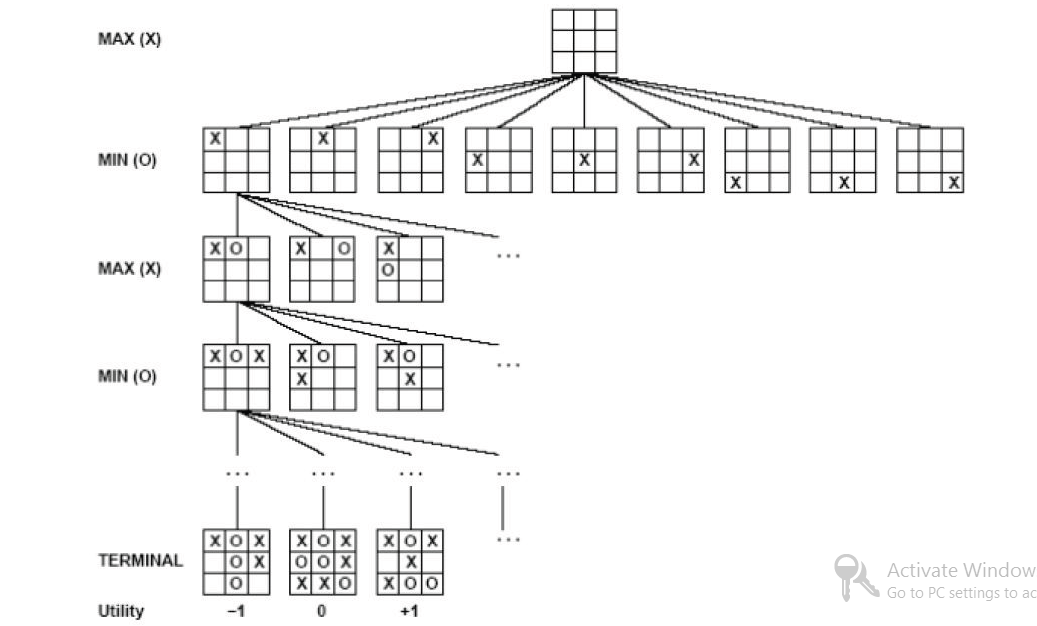 MAX (X)
MIN (O)
X X X X X X X X X
MAX (X)
X O X O X
O
...
MIN (O)
X O X X O X O
X X
...
... ... ... ...
TERMINAL
X O X X O X X O X
O X O O X X
O X X O X O O
...
Utility −1 0 +1
Activate Window
Go to PC settings to ac